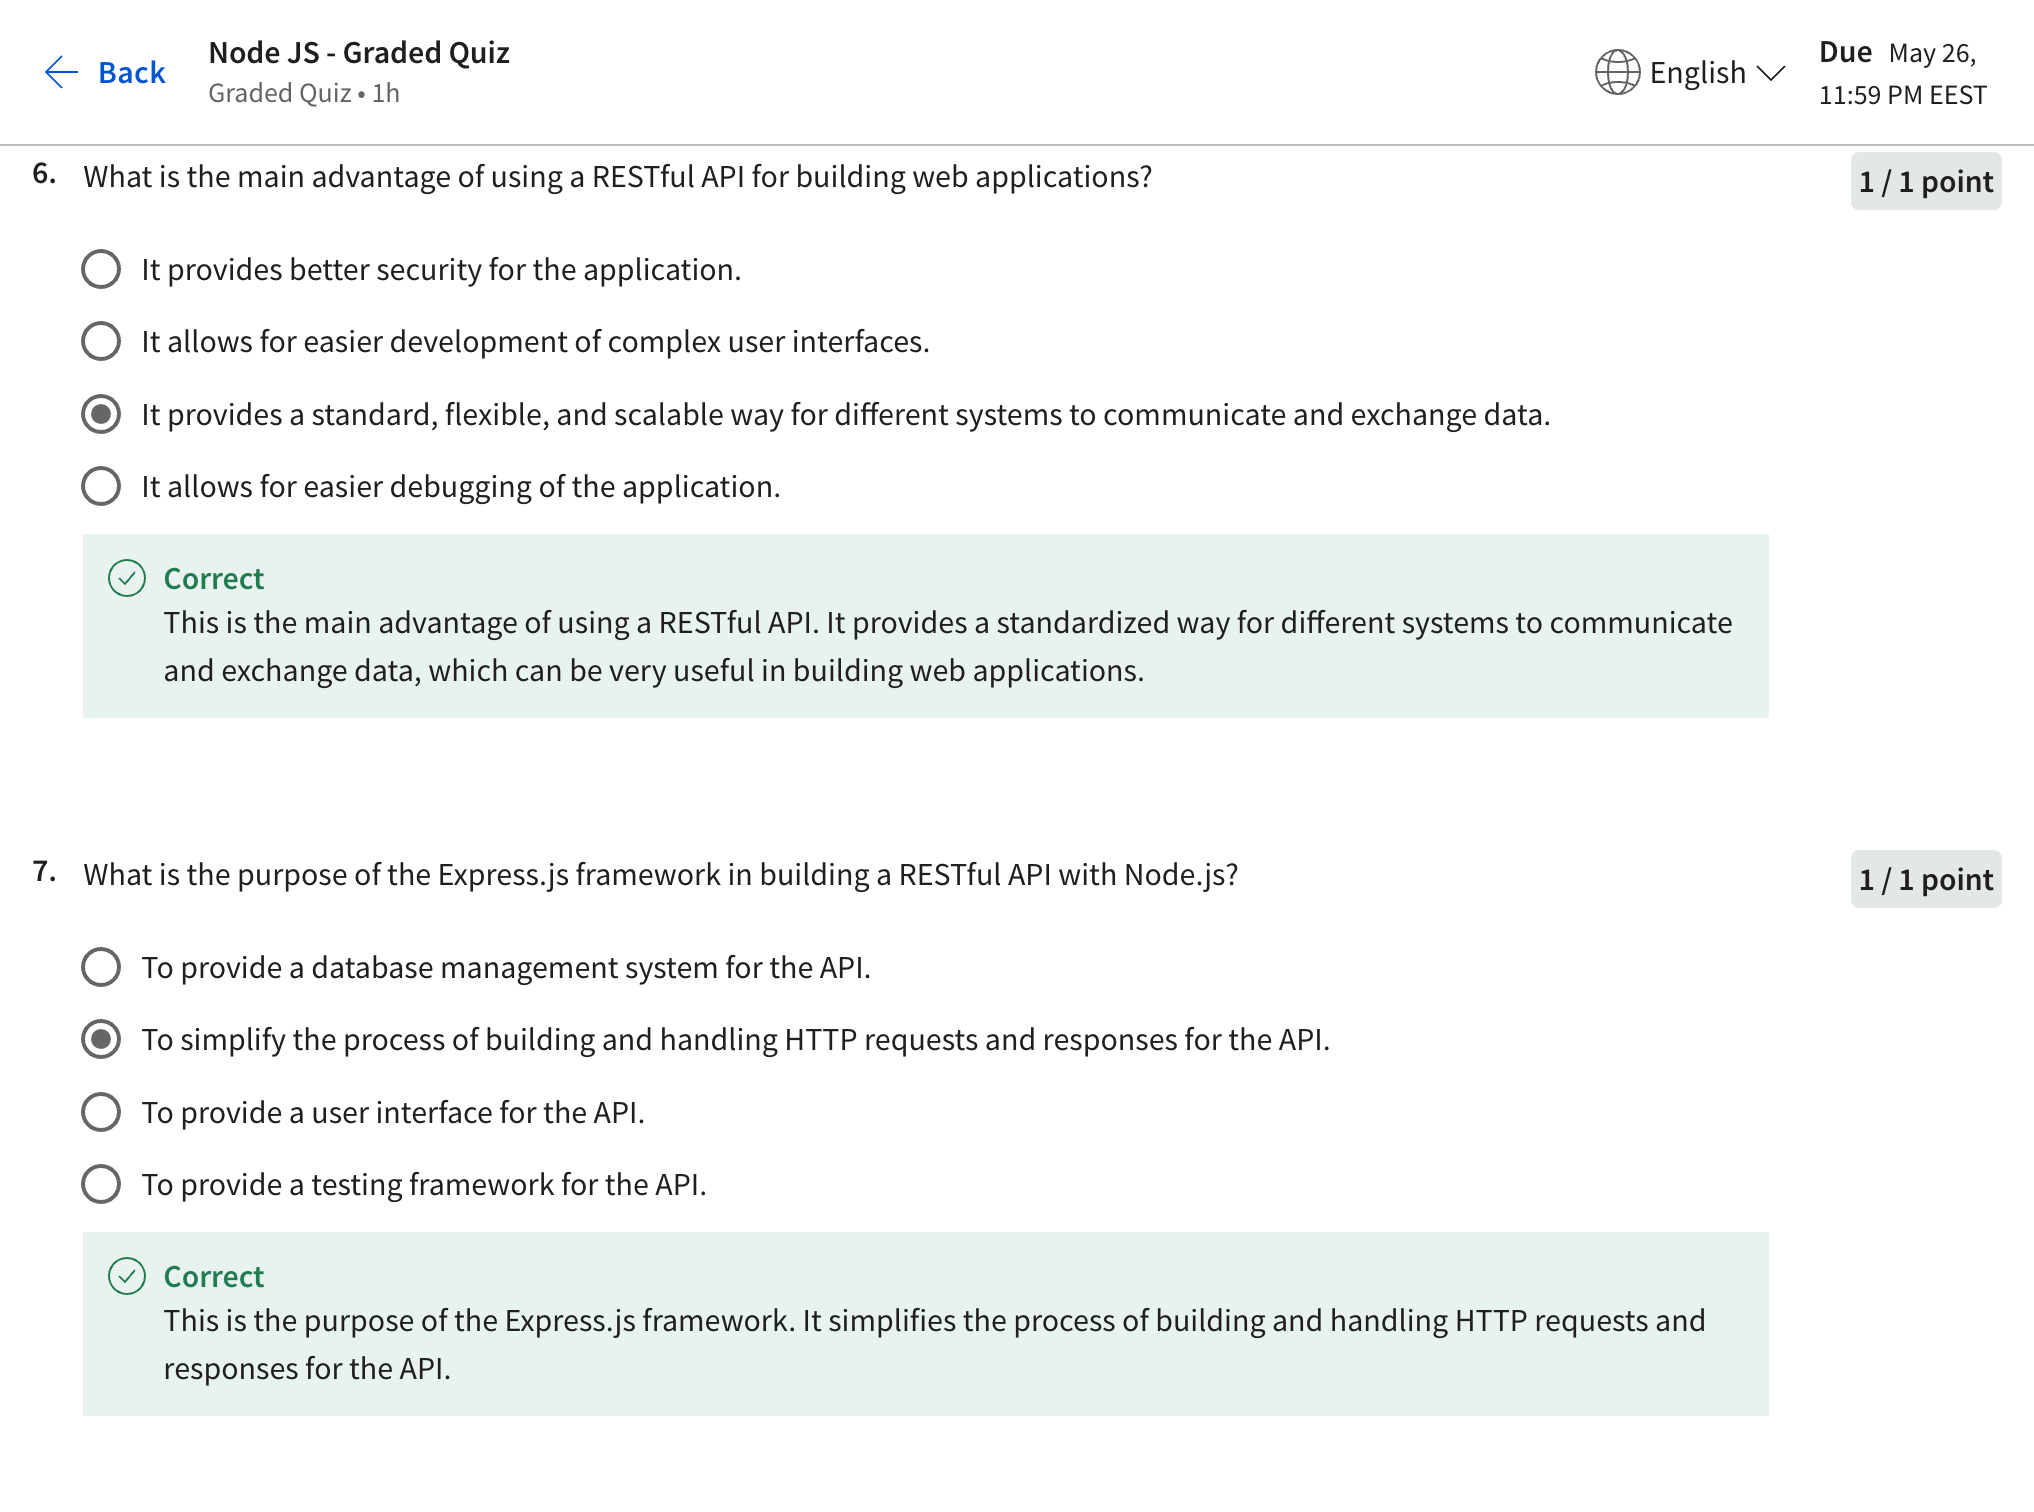 Back
Node JS - Graded Quiz
Graded Quiz • 1h
English
Due May 26,
11:59 PM EEST
6. What is the main advantage of using a RESTful API for building web applications?
1 / 1 point
It provides better security for the application.
It allows for easier development of complex user interfaces.
It provides a standard, flexible, and scalable way for different systems to communicate and exchange data.
It allows for easier debugging of the application.
Correct
This is the main advantage of using a RESTful API. It provides a standardized way for different systems to communicate
and exchange data, which can be very useful in building web applications.
7. What is the purpose of the Express.js framework in building a RESTful API with Node.js?
1 / 1 point
To provide a database management system for the API.
To simplify the process of building and handling HTTP requests and responses for the API.
To provide a user interface for the API.
To provide a testing framework for the API.
Correct
This is the purpose of the Express.js framework. It simplifies the process of building and handling HTTP requests and
responses for the API.